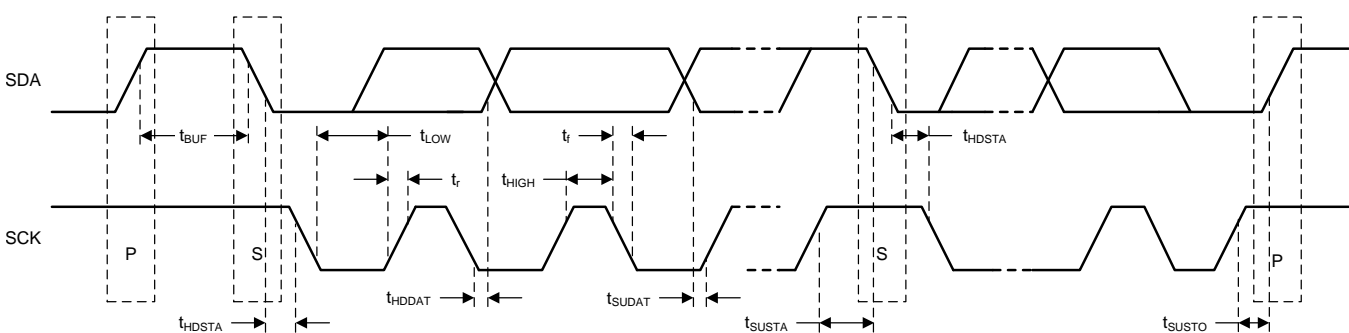 SDA
tBUF
tLOW
tf
tHDSTA
tr
tHIGH
SCK
P
S
S
P
tHDDAT
tSUDAT
tHDSTA
tSUSTA
tSUSTO